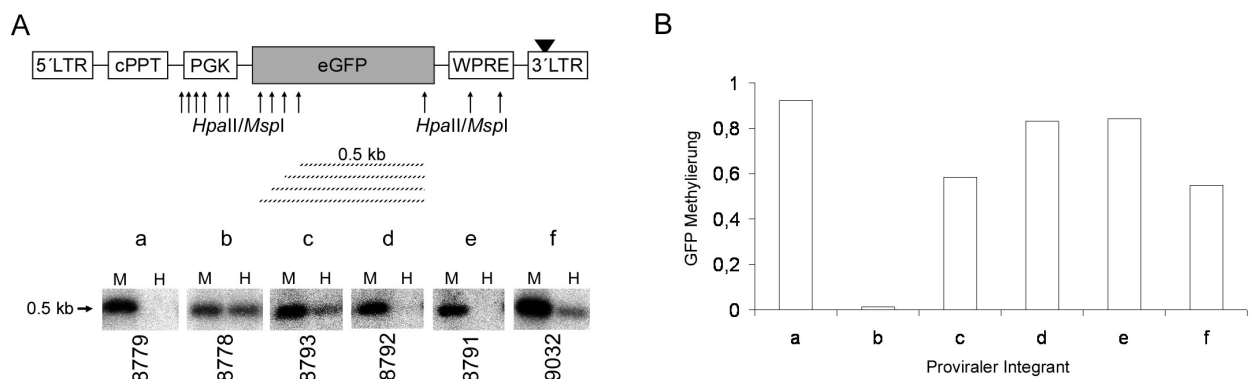 A
5´LTR cPPT PGK eGFP WPRE 3´LTR
HpaII/MspI HpaII/MspI
0.5 kb
a b c d e f
M H M H M H M H M H M H
0.5 kb
8779 8778 8793 8792 8791 9032
B
GFP Methylierung
1
0,8
0,6
0,4
0,2
0
a b c d e f
Proviraler Integrant